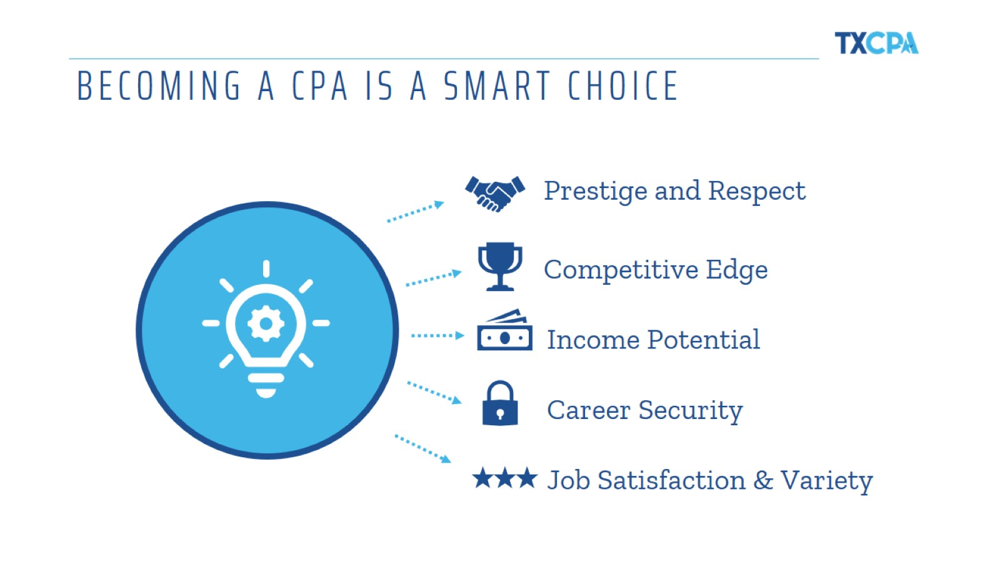 TXCPA
BECOMING A CPA IS A SMART CHOICE
Prestige and Respect
Competitive Edge
Income Potential
Career Security
Job Satisfaction & Variety